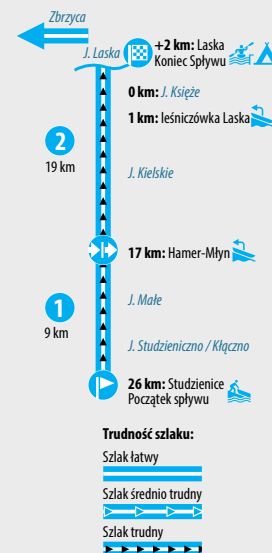 Zbrzyca
J. Laska
+2 km: Laska
Koniec Spływu
0 km: J. Księże
1 km: leśniczówka Laska
2
19 km
J. Kielskie
17 km: Hamer-Młyn
1
9 km
J. Małe
J. Studzieniczno / Kłączno
26 km: Studzienice
Początek spływu
Trudność szlaku:
Szlak łatwy
Szlak średnio trudny
Szlak trudny